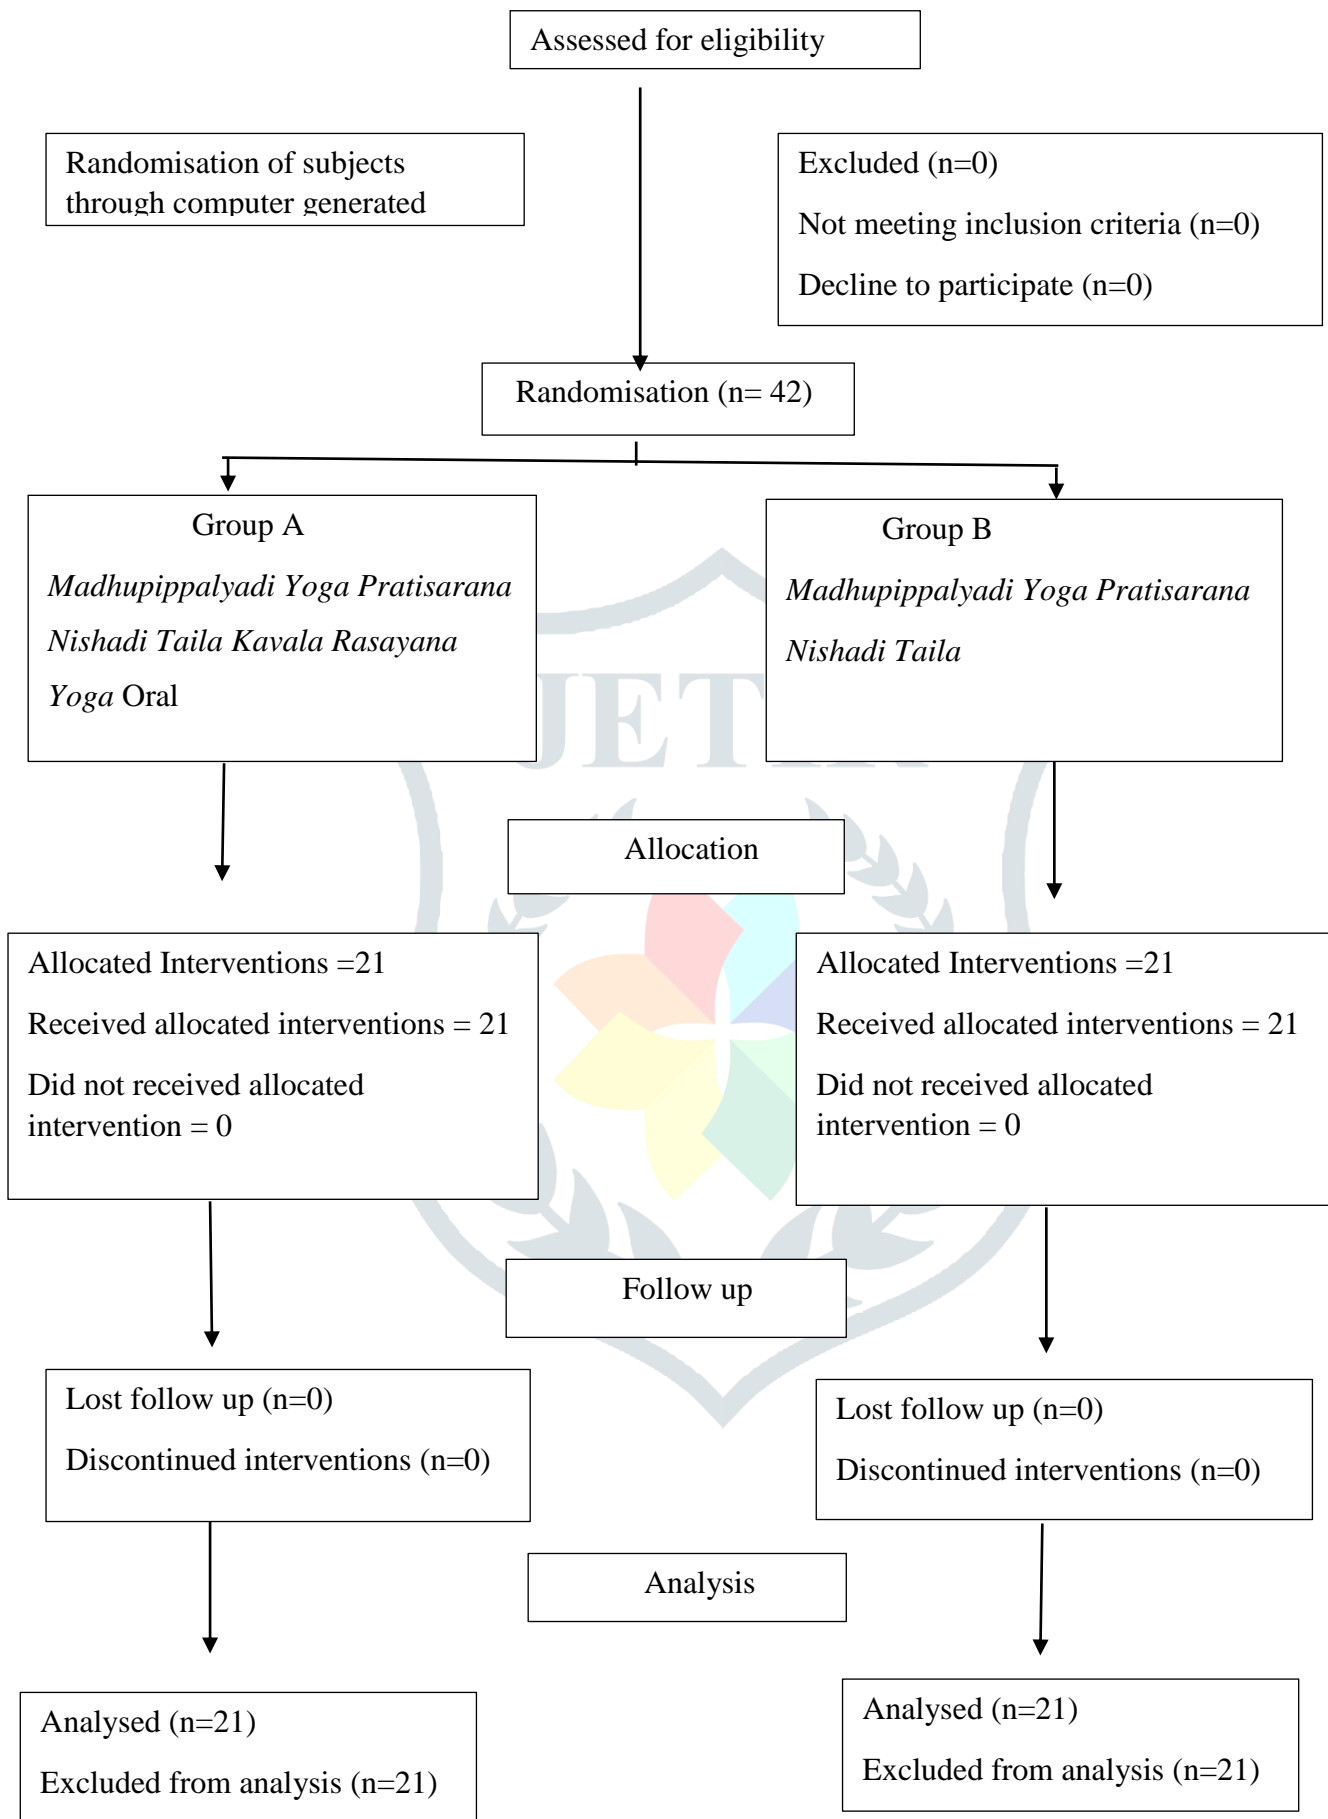 Assessed for eligibility
Randomisation of subjects
through computer generated
Excluded (n=0)
Not meeting inclusion criteria (n=0)
Decline to participate (n=0)
Randomisation (n= 42)
Group A
Madhupippalyadi Yoga Pratisarana
Nishadi Taila Kavala Rasayana
Yoga Oral
Group B
Madhupippalyadi Yoga Pratisarana
Nishadi Taila
JETIR
Allocation
Allocated Interventions =21
Received allocated interventions = 21
Did not received allocated
intervention = 0
Allocated Interventions =21
Received allocated interventions = 21
Did not received allocated
intervention = 0
Follow up
Lost follow up (n=0)
Discontinued interventions (n=0)
Lost follow up (n=0)
Discontinued interventions (n=0)
Analysis
Analysed (n=21)
Excluded from analysis (n=21)
Analysed (n=21)
Excluded from analysis (n=21)